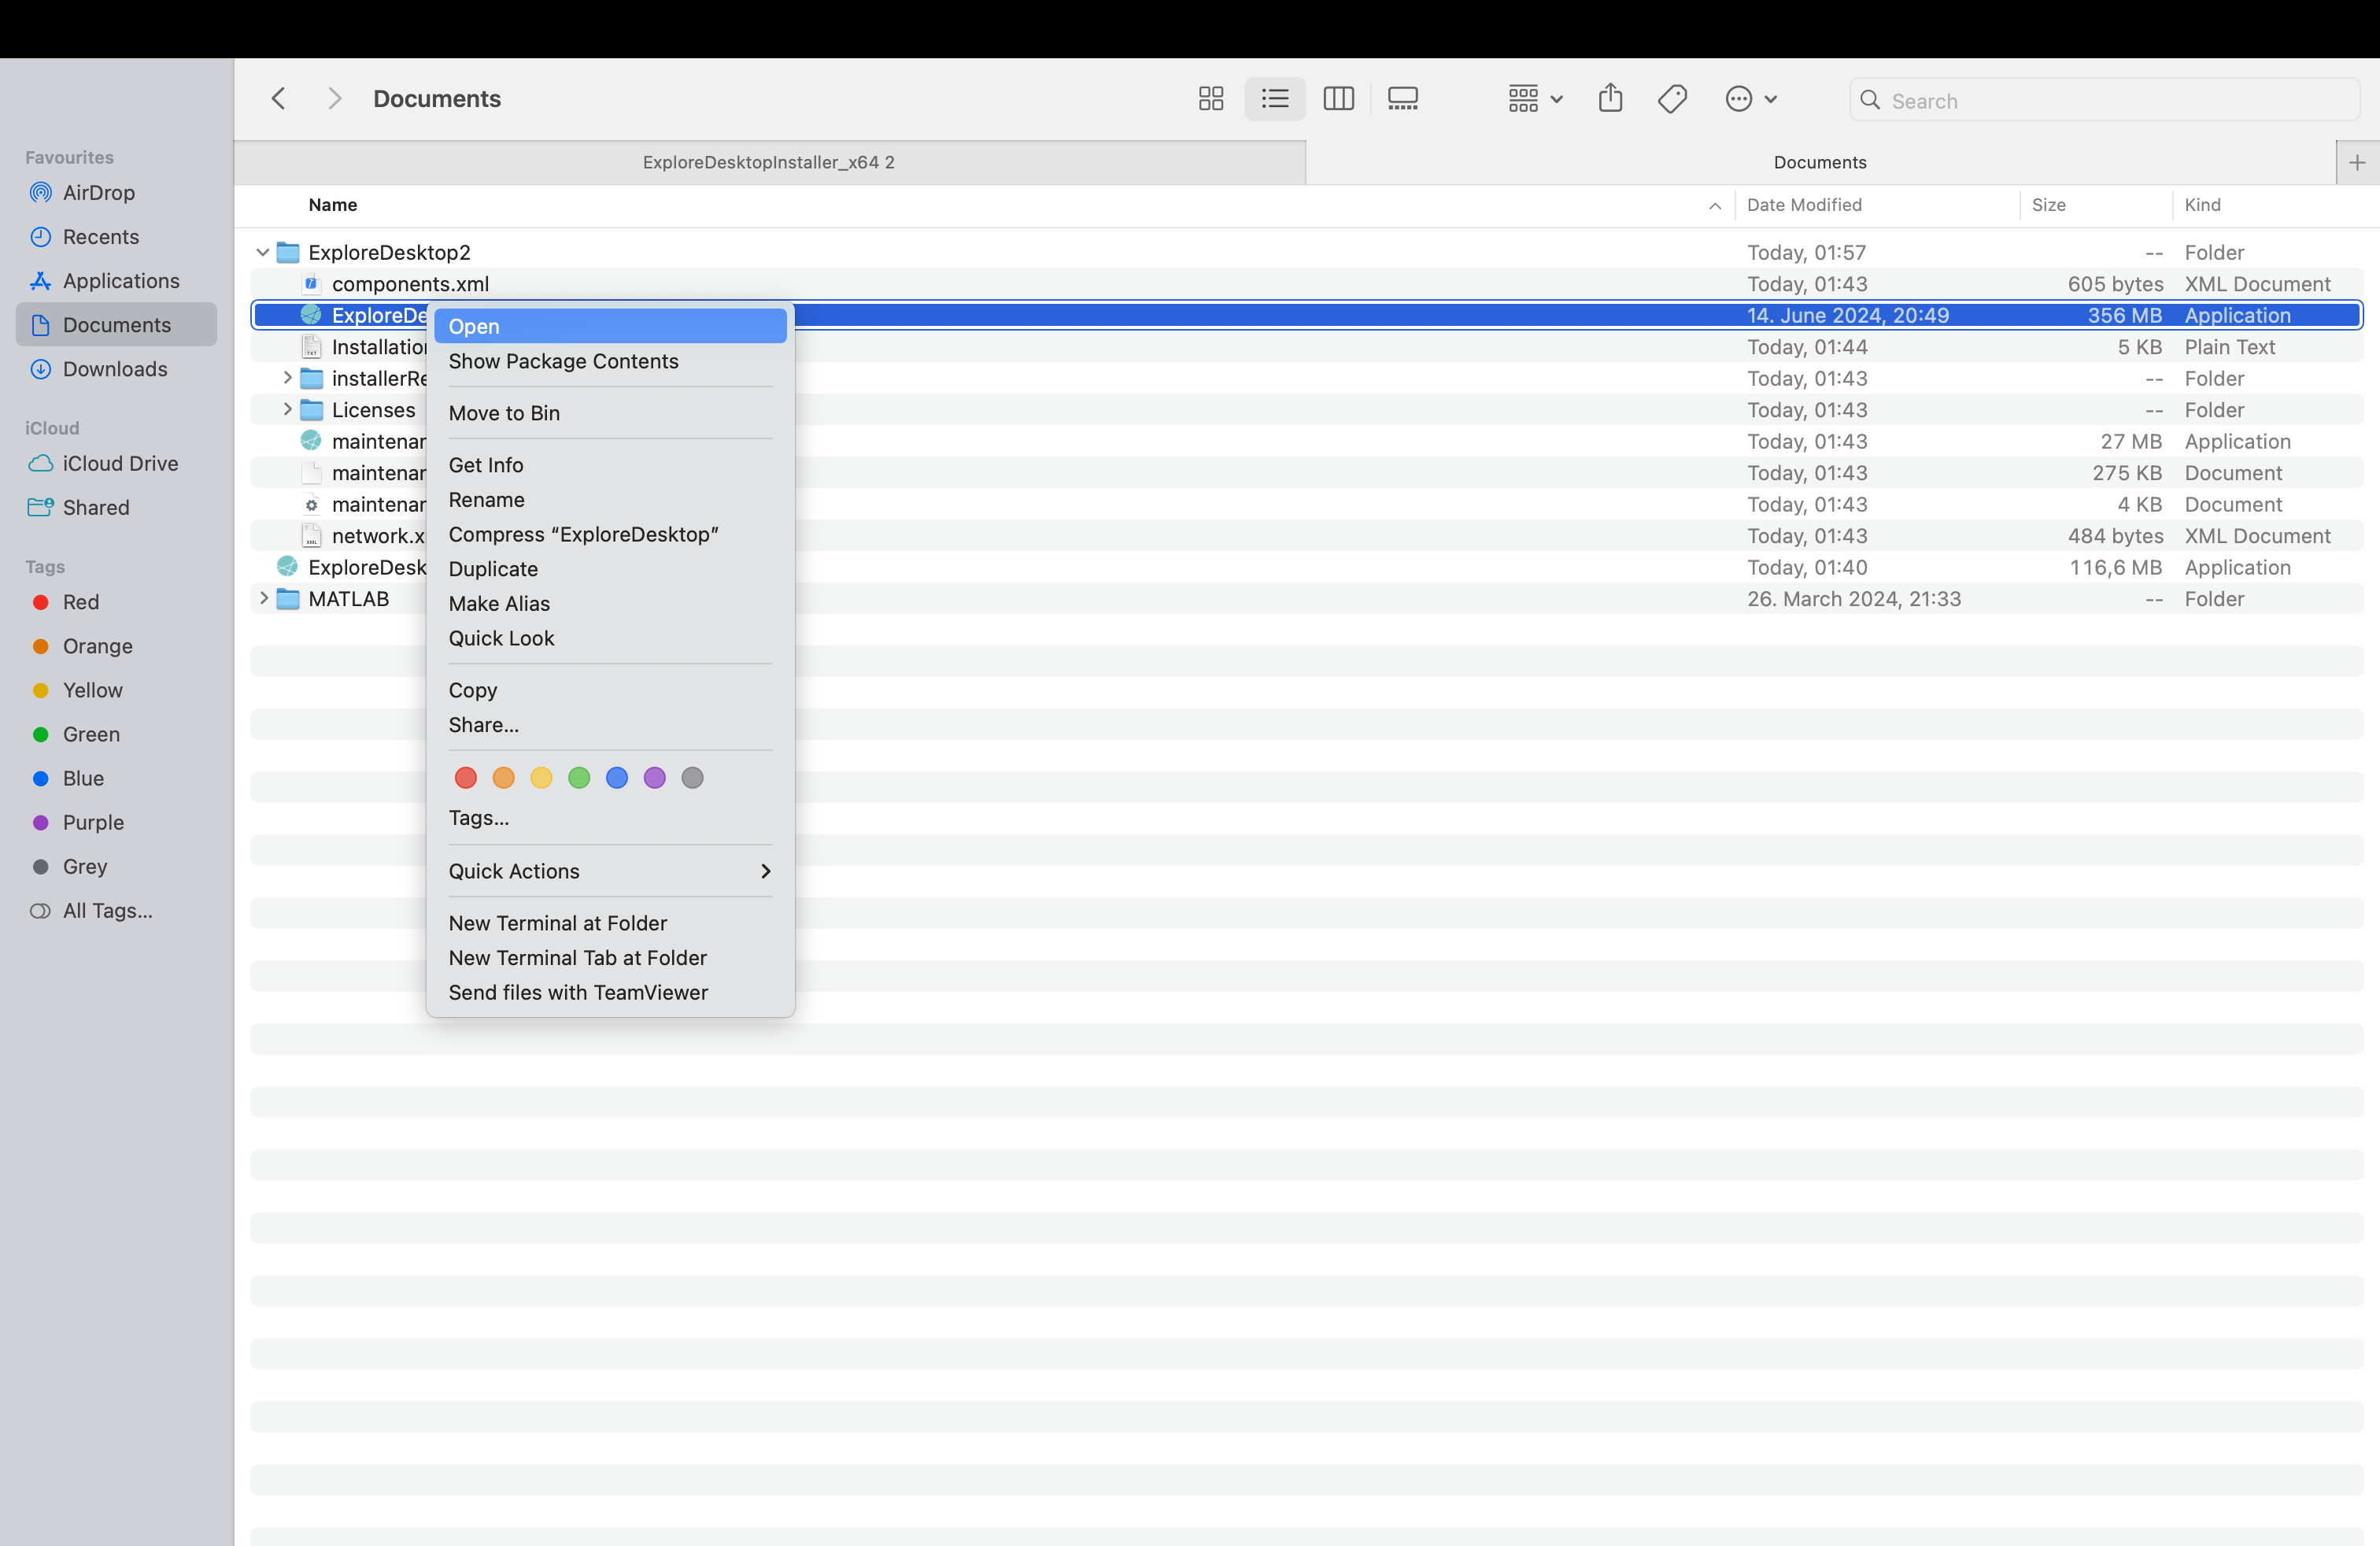 Documents
Search
ExploreDesktopInstaller_x64 2
Documents
Favourites
AirDrop
Recents
Applications
Documents
Downloads
iCloud
iCloud Drive
Shared
Tags
Red
Orange
Yellow
Green
Blue
Purple
Grey
All Tags...
Name Date Modified Size Kind
ExploreDesktop2 Today, 01:57 -- Folder
components.xml Today, 01:43 605 bytes XML Document
ExploreDe 14. June 2024, 20:49 356 MB Application
Installation Today, 01:44 5 KB Plain Text
installerRe Today, 01:43 -- Folder
Licenses Today, 01:43 -- Folder
maintenan Today, 01:43 27 MB Application
maintenan Today, 01:43 275 KB Document
maintenan Today, 01:43 4 KB Document
network.x Today, 01:43 484 bytes XML Document
ExploreDesk Today, 01:40 116,6 MB Application
MATLAB 26. March 2024, 21:33 -- Folder
Open
Show Package Contents
Move to Bin
Get Info
Rename
Compress “ExploreDesktop”
Duplicate
Make Alias
Quick Look
Copy
Share...
Tags...
Quick Actions
New Terminal at Folder
New Terminal Tab at Folder
Send files with TeamViewer